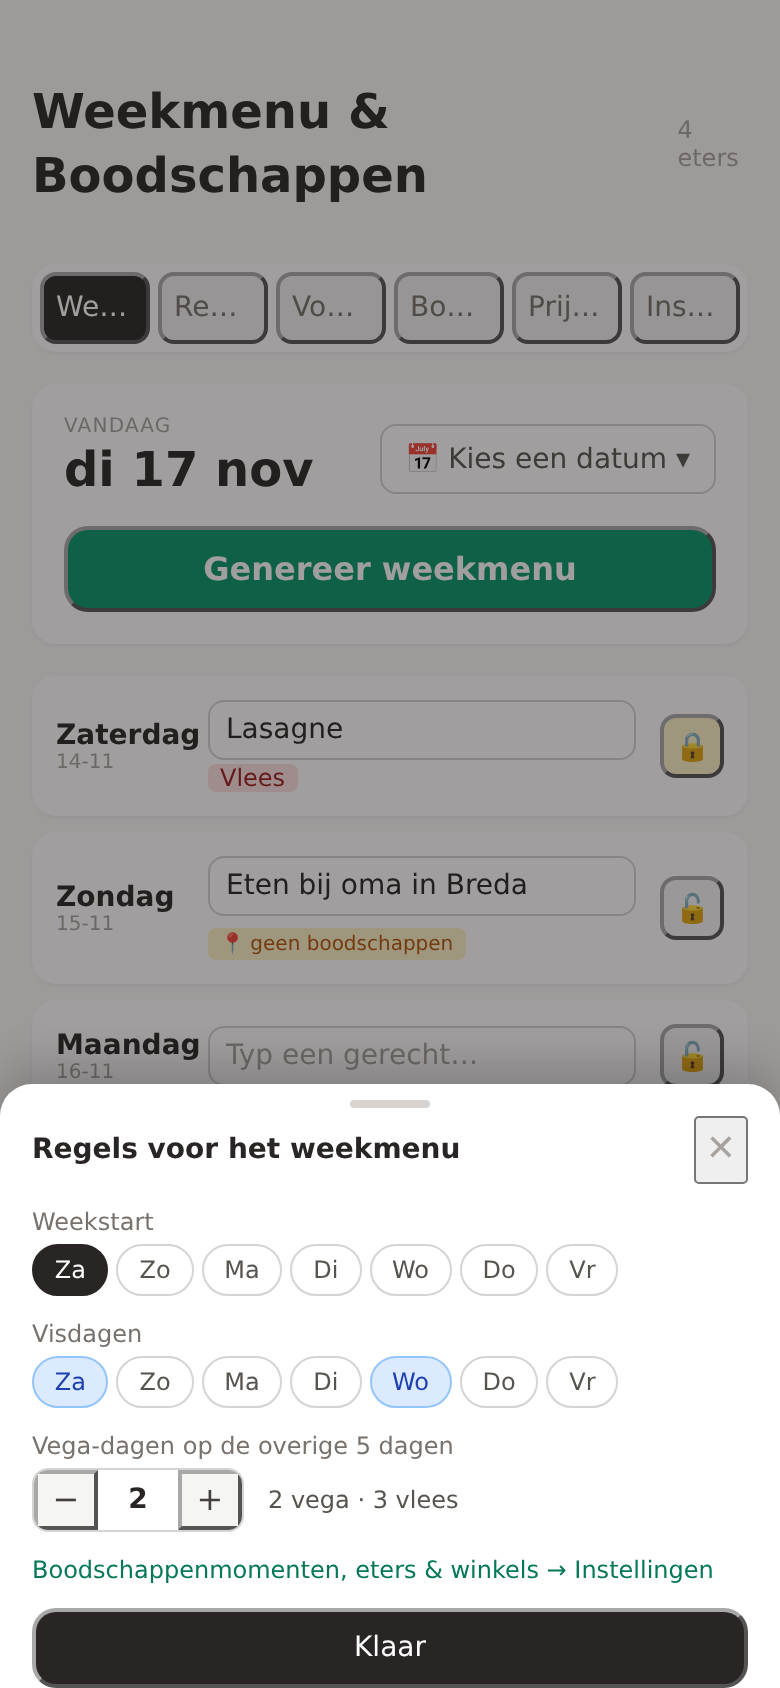 Weekmenu &
Boodschappen
4
eters
We…
Re…
Vo…
Bo…
Prij…
Ins…
VANDAAG
di 17 nov
📅 Kies een datum ▾
Genereer weekmenu
Zaterdag
14-11
Lasagne
Vlees
Zondag
15-11
Eten bij oma in Breda
📍 geen boodschappen
Maandag
16-11
Typ een gerecht…
Regels voor het weekmenu
✕
Weekstart
Za Zo Ma Di Wo Do Vr
Visdagen
Za Zo Ma Di Wo Do Vr
Vega-dagen op de overige 5 dagen
− 2 + 2 vega · 3 vlees
Boodschappenmomenten, eters & winkels → Instellingen
Klaar